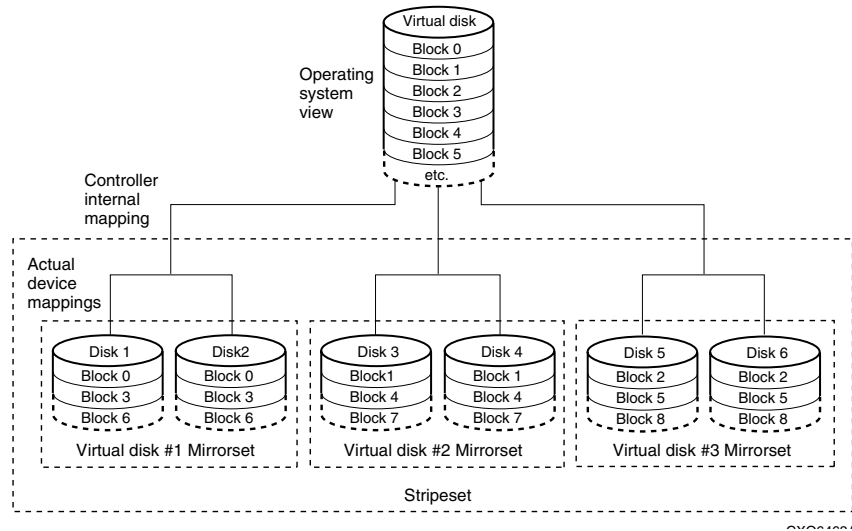 Virtual disk
Block 0
Block 1
Block 2
Block 3
Block 4
Block 5
etc.
Operating
system
view
Controller
internal
mapping
Actual
device
mappings
Disk 1
Block 0
Block 3
Block 6
Disk2
Block 0
Block 3
Block 6
Virtual disk #1 Mirrorset
Disk 3
Block1
Block 4
Block 7
Disk 4
Block 1
Block 4
Block 7
Virtual disk #2 Mirrorset
Disk 5
Block 2
Block 5
Block 8
Disk 6
Block 2
Block 5
Block 8
Virtual disk #3 Mirrorset
Stripeset